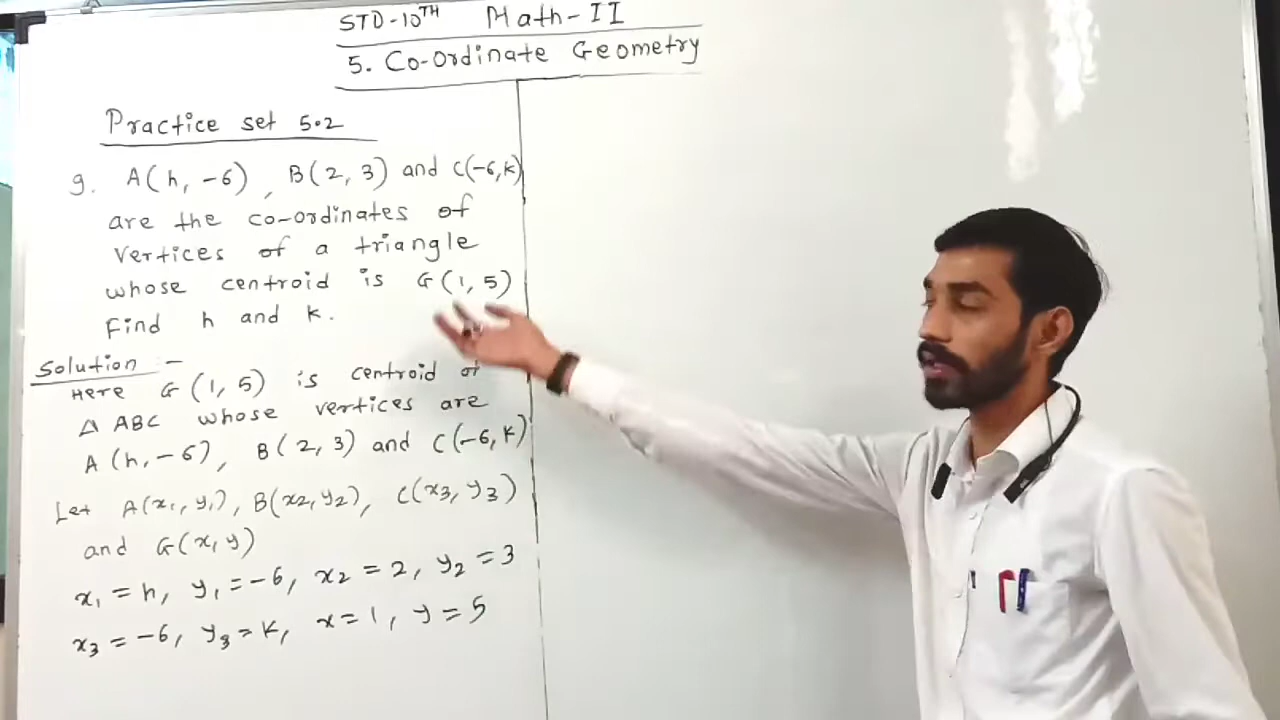 STD-10TH Math-II
5. Co-Ordinate Geometry
Practice set 5.2
9. A(h, -6), B(2, 3) and C(-6, k)
are the co-ordinates of
vertices of a triangle
whose centroid is G(1, 5)
Find h and k.
Solution :-
Here G(1, 5) is centroid of
△ ABC whose vertices are
A(h, -6), B(2, 3) and C(-6, k)
Let A(x₁, y₁), B(x₂, y₂), C(x₃, y₃)
and G(x, y)
x₁ = h, y₁ = -6, x₂ = 2, y₂ = 3
x₃ = -6, y₃ = k, x = 1, y = 5